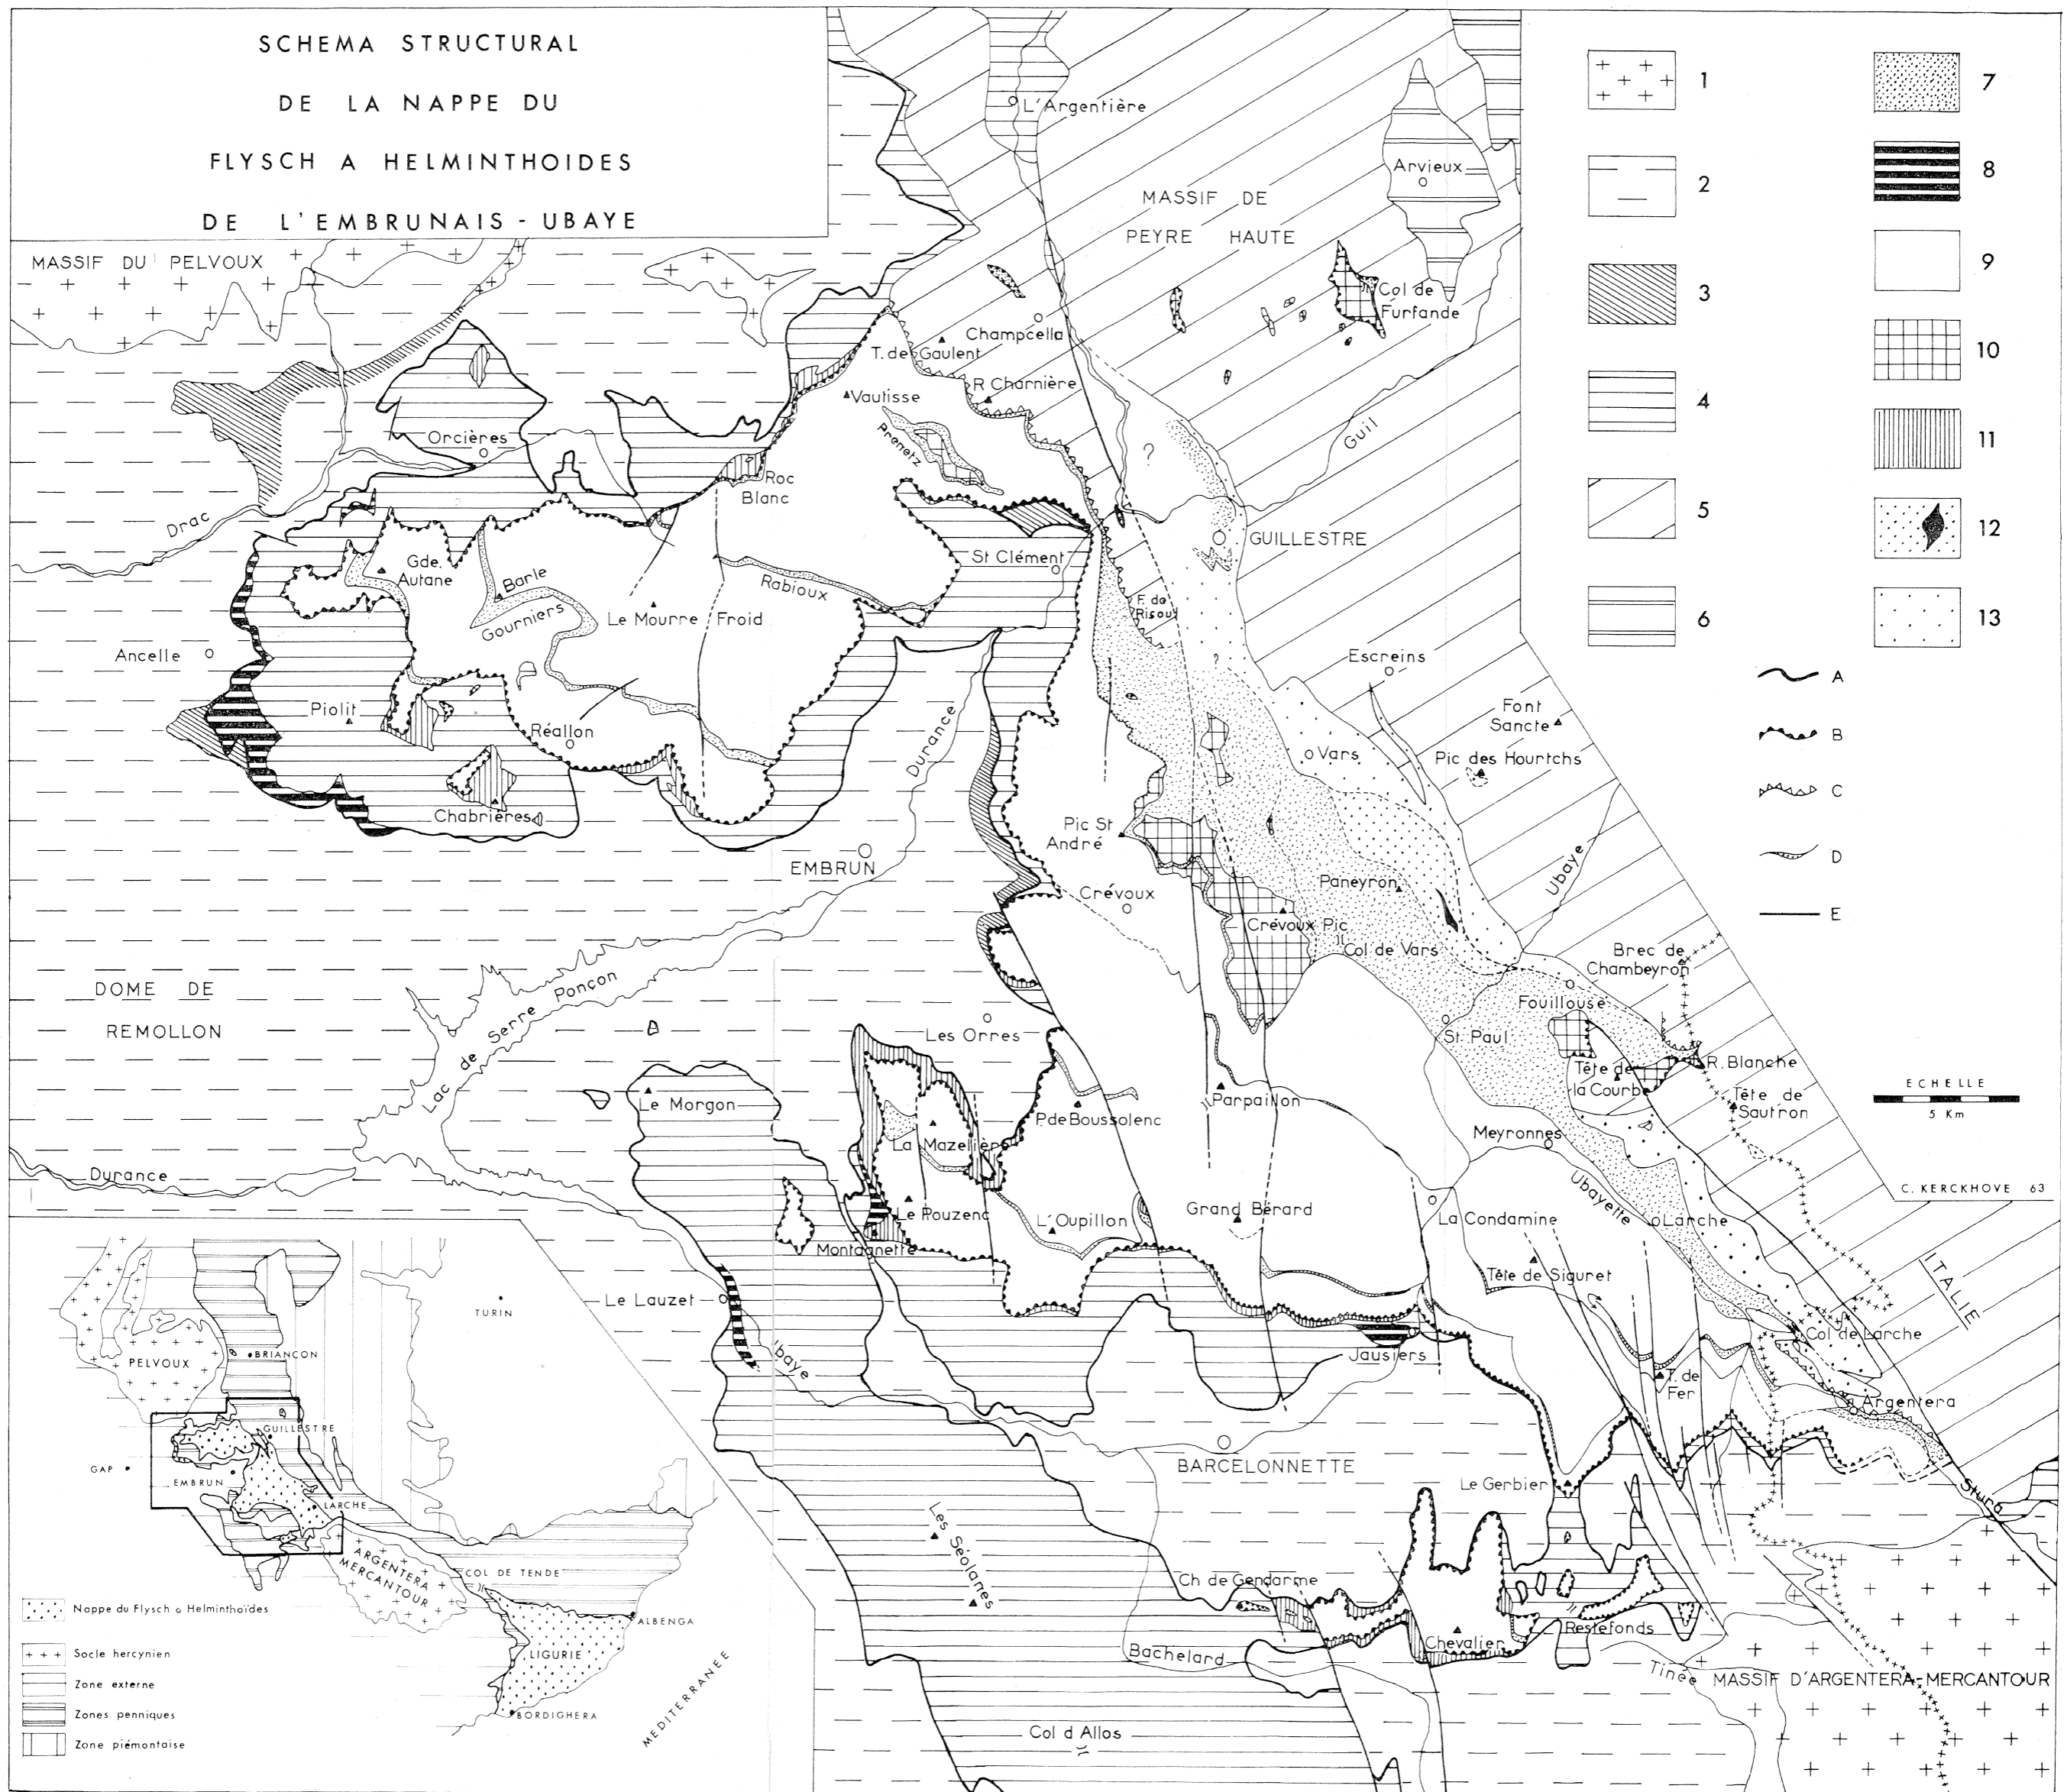 SCHEMA STRUCTURAL
DE LA NAPPE DU
FLYSCH A HELMINTHOIDES
DE L'EMBRUNAIS - UBAYE
MASSIF DU PELVOUX
L'Argentière
Arvieux
MASSIF DE
PEYRE HAUTE
Col de
Furfande
Champcella
T. de Gaulent
R Charnière
Vautisse
Prenetz
Guil
?
Orcières
Roc
Blanc
Drac
GUILLESTRE
St Clément
Gde.
Autane
Barle
Gourniers
Rabioux
Le Mourre Froid
F. de
Risoul
Ancelle
?
Escreins
Piolit
Réallon
Durance
Font
Sancte
Vars
Pic des Hourtchs
Chabrières
Pic St
André
EMBRUN
Ubaye
Paneyron
Crévoux
Crévoux Pic
Col de Vars
Brec de
Chambeyron
DOME DE
REMOLLON
Lac de Serre Ponçon
Fouillouse
Les Orres
St Paul
R. Blanche
Tête de
la Courbe
Le Morgon
Parpaillon
P. de Boussolenc
Tête de
Sautron
La Mazelière
Meyronnes
Durance
Ubayette
Le Pouzenc
L'Oupillon
Grand Bérard
La Condamine
Larche
Montagnette
Tête de Siguret
ITALIE
Le Lauzet
Ubaye
Col de Larche
Jausiers
T. de
Fer
Argentera
BARCELONNETTE
Le Gerbier
Stura
Les Séolanes
Ch de Gendarme
Restefonds
Chevalier
Bachelard
Tinée
MASSIF D'ARGENTERA-MERCANTOUR
Col d Allos
1
2
3
4
5
6
7
8
9
10
11
12
13
A
B
C
D
E
ECHELLE
5 Km
C. KERCKHOVE 63
TURIN
PELVOUX
BRIANÇON
GUILLESTRE
GAP
EMBRUN
LARCHE
ARGENTERA
MERCANTOUR
COL DE TENDE
ALBENGA
LIGURIE
BORDIGHERA
MEDITERRANEE
Nappe du Flysch a Helminthoïdes
Socle hercynien
Zone externe
Zones penniques
Zone piémontaise